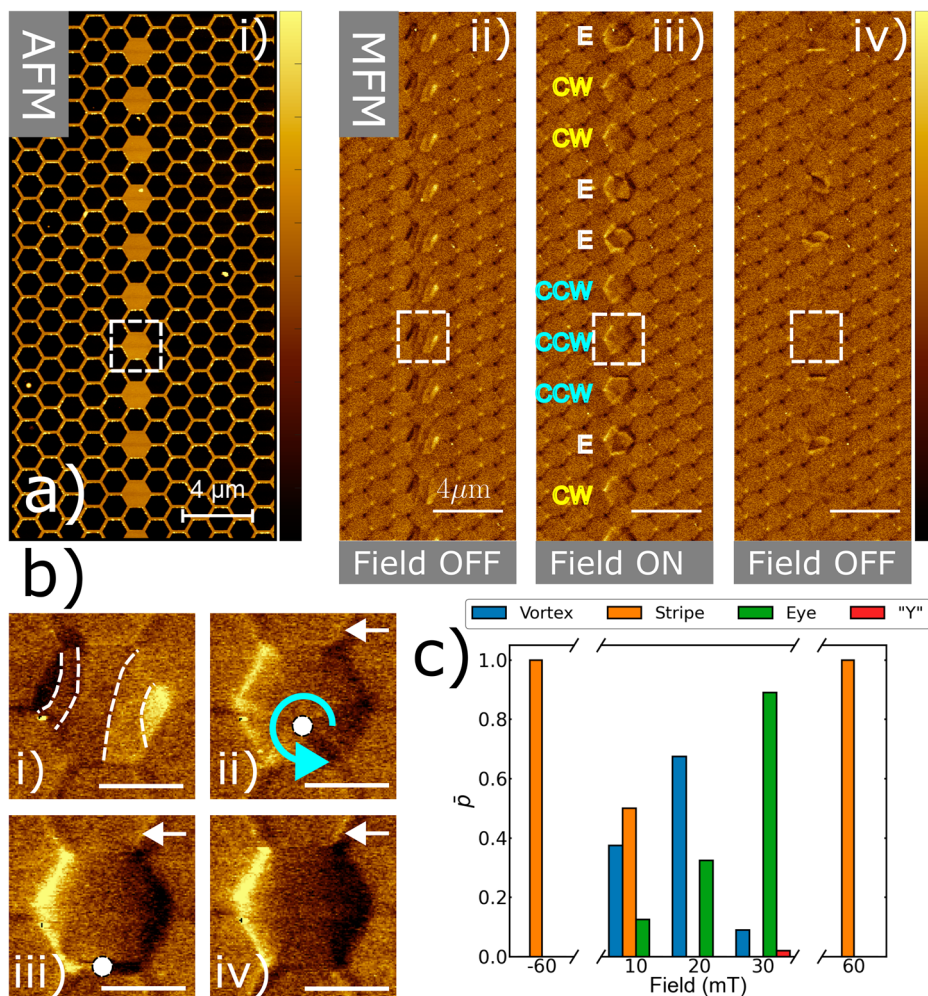 AFM
i)
a)
4 μm
MFM
ii)
iii)
iv)
E
CW
CW
E
E
CCW
CCW
CCW
E
CW
4μm
Field OFF
Field ON
Field OFF
b)
i)
ii)
iii)
iv)
c)
Vortex
Stripe
Eye
"Y"
1.0
0.8
0.6
0.4
0.2
0.0
p̄
-60
10
20
30
60
Field (mT)